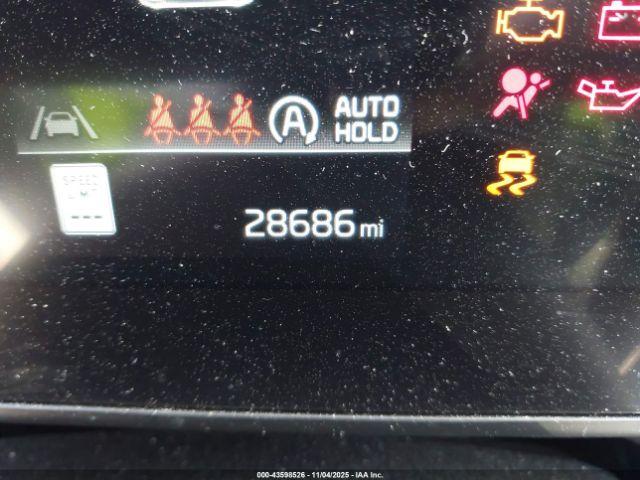 AUTO
HOLD
A
SPEED
LIMIT
---
28686 mi
000-43598526 - 11/04/2025 - IAA Inc.